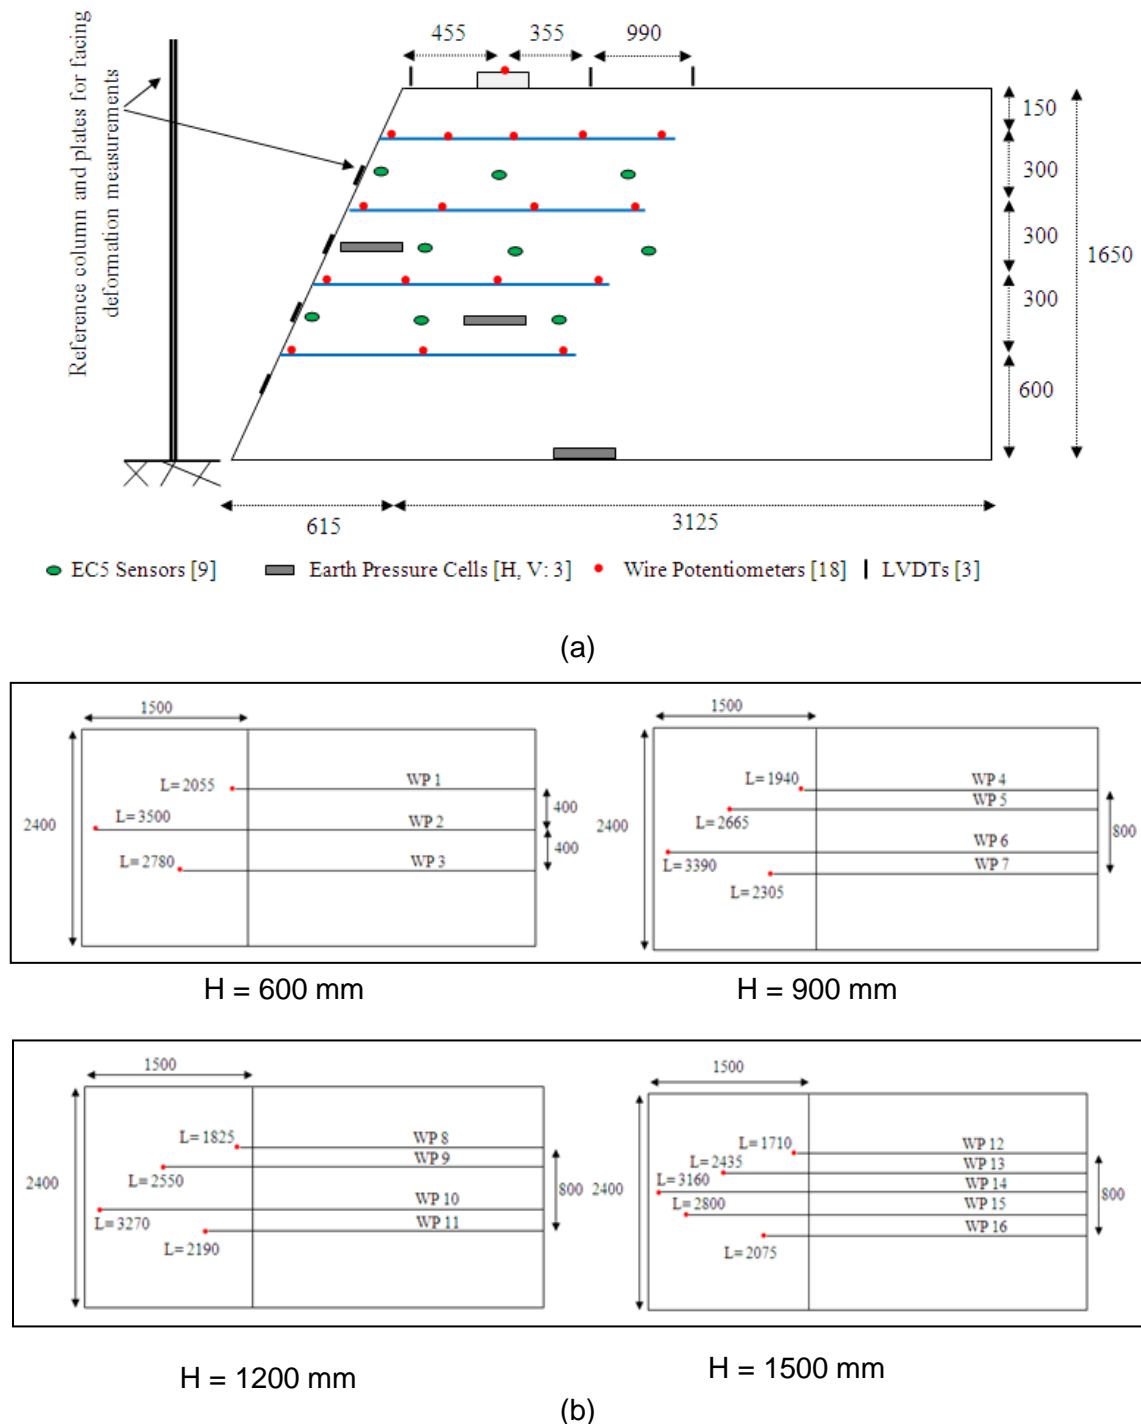 455 355 990
Reference column and plates for facing
deformation measurements
150
300
300
1650
300
600
615 3125
EC5 Sensors [9] Earth Pressure Cells [H, V: 3] Wire Potentiometers [18] LVDTs [3]
(a)
1500
L= 2055 WP 1
400
2400 L= 3500 WP 2
400
L= 2780 WP 3
H = 600 mm
1500
L= 1940 WP 4
WP 5
2400 L= 2665 800
WP 6
L= 3390 WP 7
L= 2305
H = 900 mm
1500
L= 1825 WP 8
WP 9
2400 L= 2550 800
WP 10
L= 3270 WP 11
L= 2190
H = 1200 mm
1500
L= 1710 WP 12
L= 2435 WP 13
2400 L= 3160 WP 14 800
L= 2800 WP 15
WP 16
L= 2075
H = 1500 mm
(b)